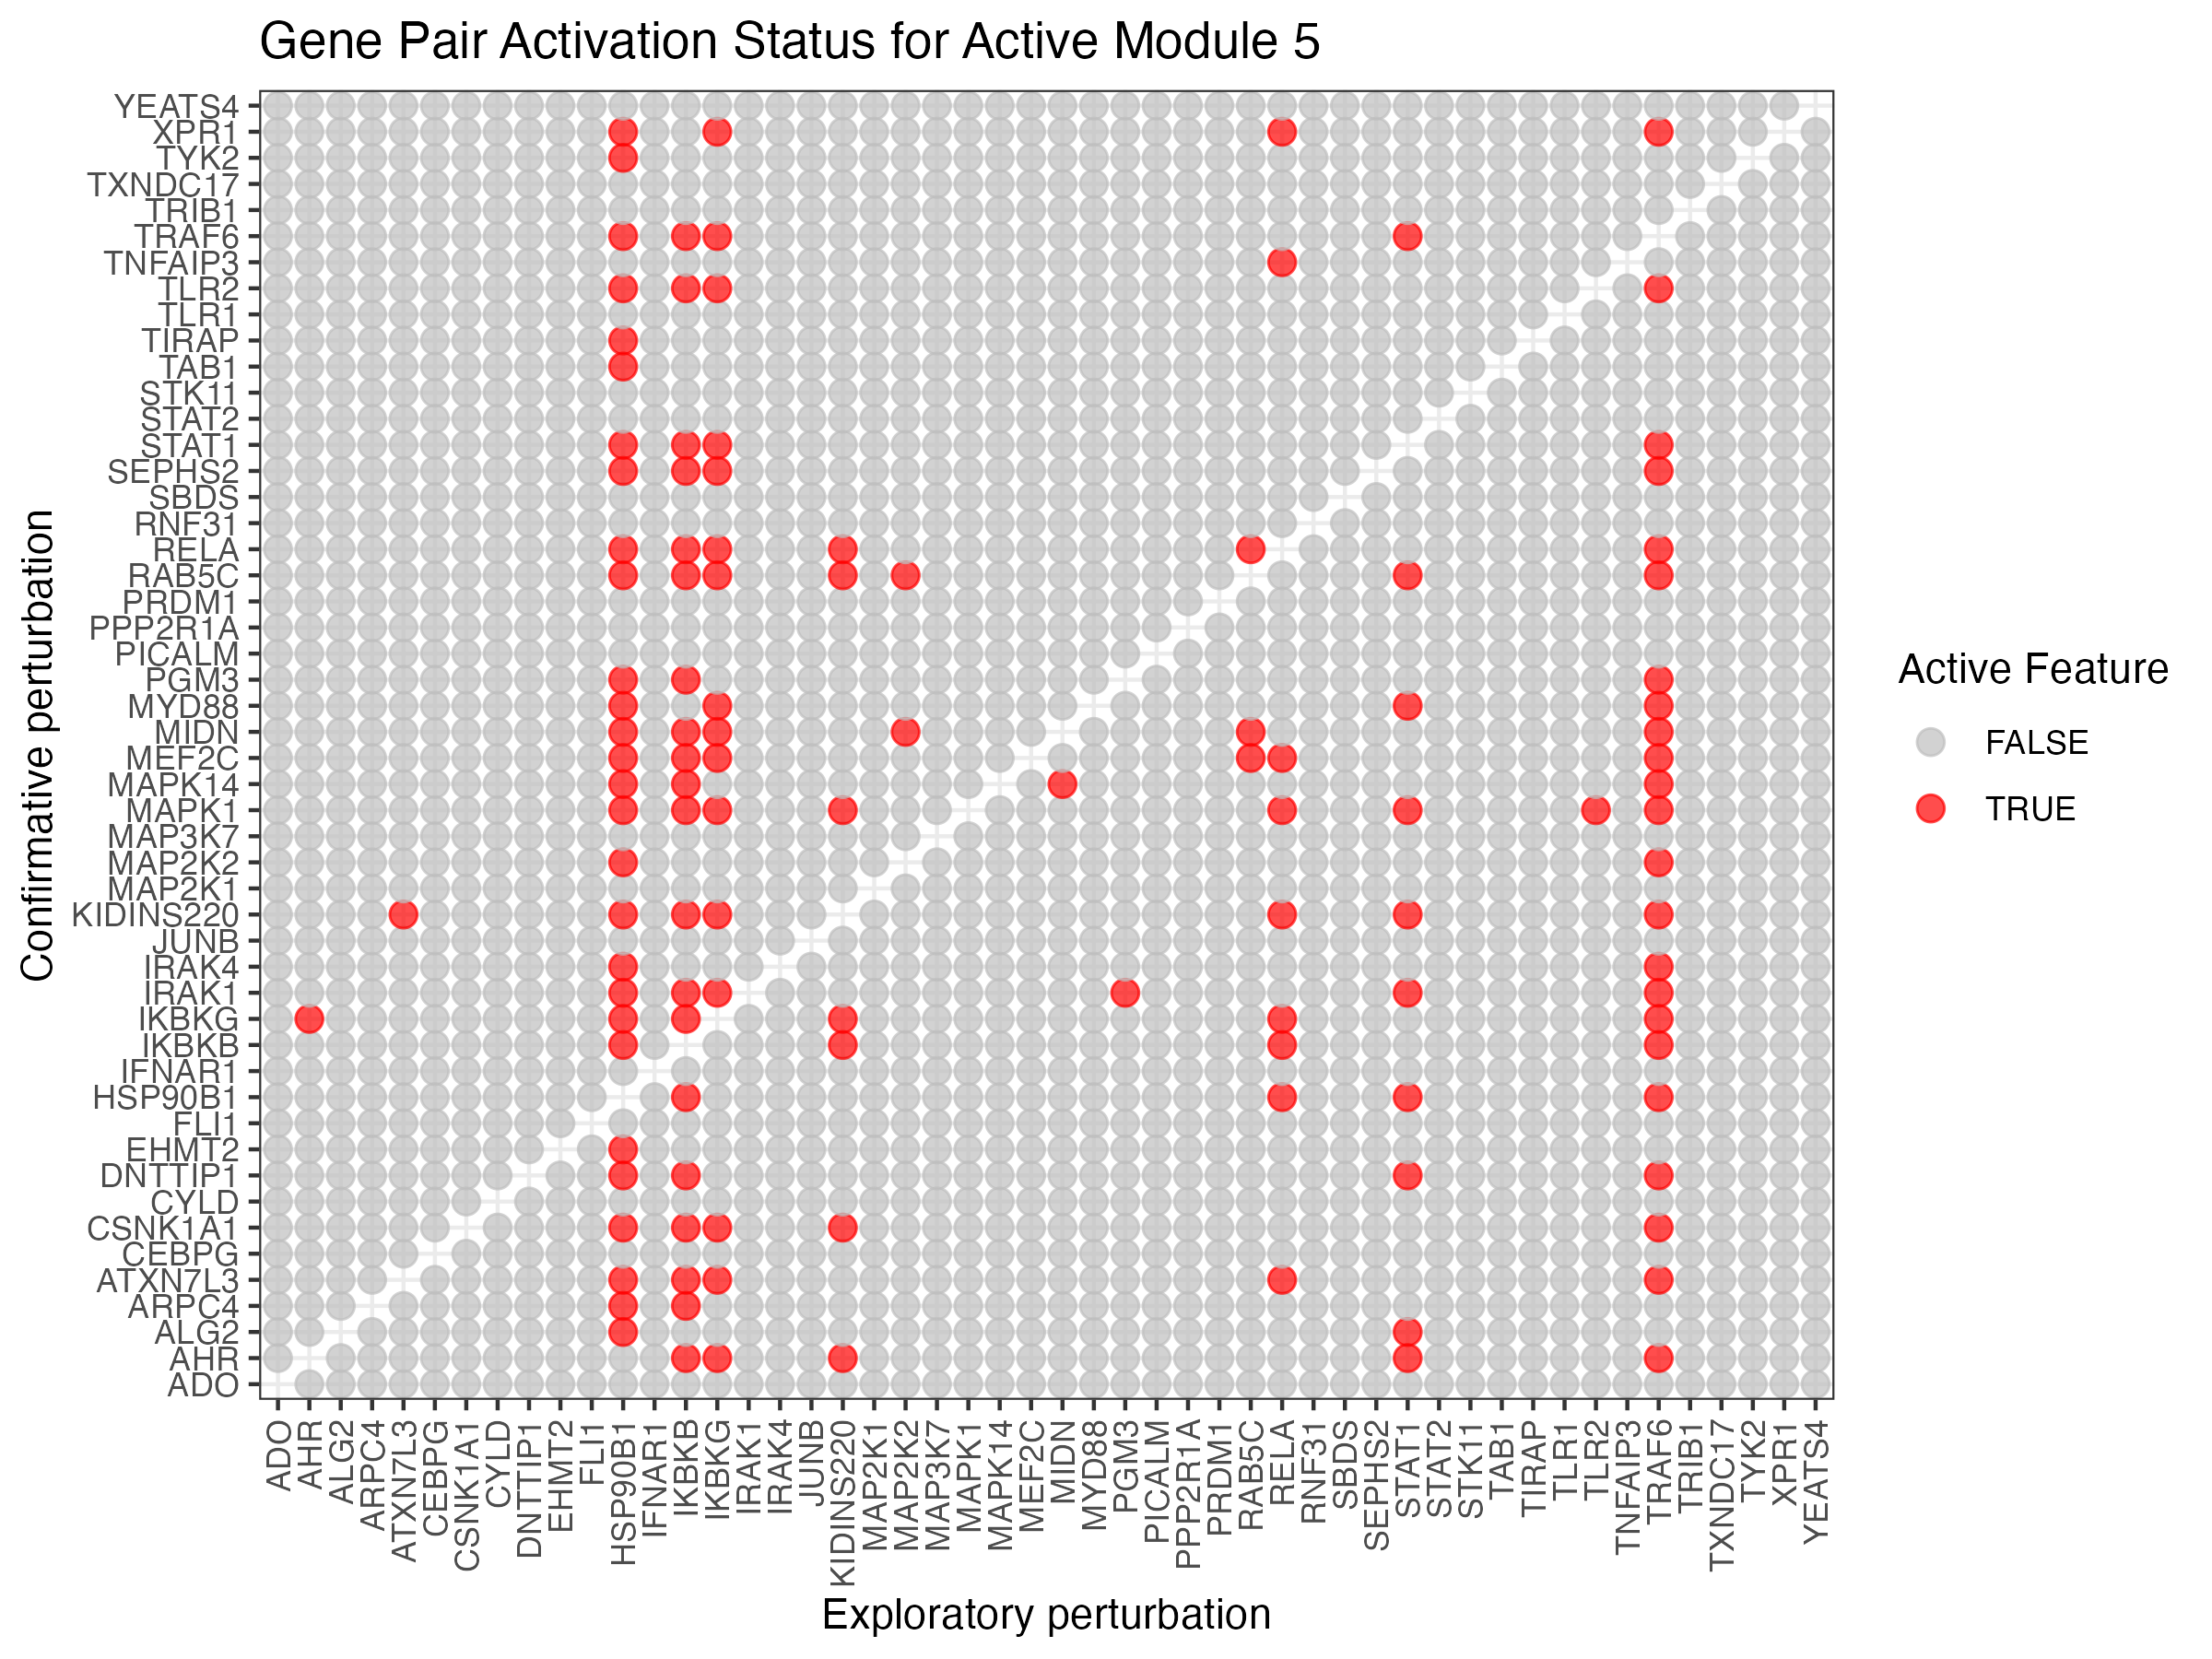 Gene Pair Activation Status for Active Module 5
Confirmative perturbation
YEATS4
XPR1
TYK2
TXNDC17
TRIB1
TRAF6
TNFAIP3
TLR2
TLR1
TIRAP
TAB1
STK11
STAT2
STAT1
SEPHS2
SBDS
RNF31
RELA
RAB5C
PRDM1
PPP2R1A
PICALM
PGM3
MYD88
MIDN
MEF2C
MAPK14
MAPK1
MAP3K7
MAP2K2
MAP2K1
KIDINS220
JUNB
IRAK4
IRAK1
IKBKG
IKBKB
IFNAR1
HSP90B1
FLI1
EHMT2
DNTTIP1
CYLD
CSNK1A1
CEBPG
ATXN7L3
ARPC4
ALG2
AHR
ADO
ADO
AHR
ALG2
ARPC4
ATXN7L3
CEBPG
CSNK1A1
CYLD
DNTTIP1
EHMT2
FLI1
HSP90B1
IFNAR1
IKBKB
IKBKG
IRAK1
IRAK4
JUNB
KIDINS220
MAP2K1
MAP2K2
MAP3K7
MAPK1
MAPK14
MEF2C
MIDN
MYD88
PGM3
PICALM
PPP2R1A
PRDM1
RAB5C
RELA
RNF31
SBDS
SEPHS2
STAT1
STAT2
STK11
TAB1
TIRAP
TLR1
TLR2
TNFAIP3
TRAF6
TRIB1
TXNDC17
TYK2
XPR1
YEATS4
Exploratory perturbation
Active Feature
FALSE
TRUE